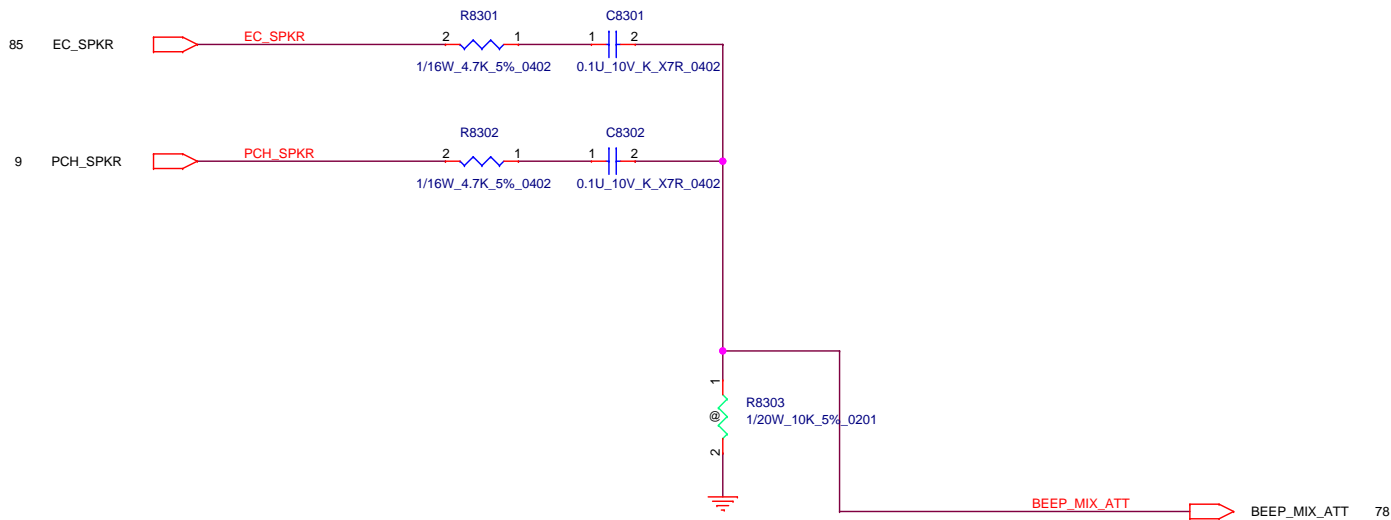 R8301 C8301
85 EC_SPKR EC_SPKR 2 1 1 2
1/16W_4.7K_5%_0402 0.1U_10V_K_X7R_0402
R8302 C8302
9 PCH_SPKR PCH_SPKR 2 1 1 2
1/16W_4.7K_5%_0402 0.1U_10V_K_X7R_0402
1
R8303
@ 1/20W_10K_5%_0201
2
BEEP_MIX_ATT BEEP_MIX_ATT 78